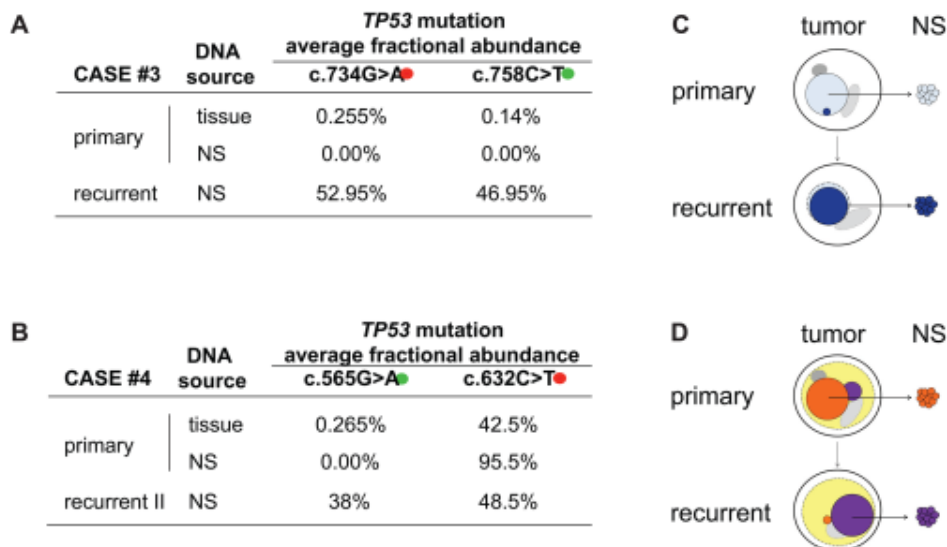 A
TP53 mutation
average fractional abundance
CASE #3 DNA source c.734G>A c.758C>T
primary tissue 0.255% 0.14%
NS 0.00% 0.00%
recurrent NS 52.95% 46.95%
C
tumor NS
primary
recurrent
B
TP53 mutation
average fractional abundance
CASE #4 DNA source c.565G>A c.632C>T
primary tissue 0.265% 42.5%
NS 0.00% 95.5%
recurrent II NS 38% 48.5%
D
tumor NS
primary
recurrent